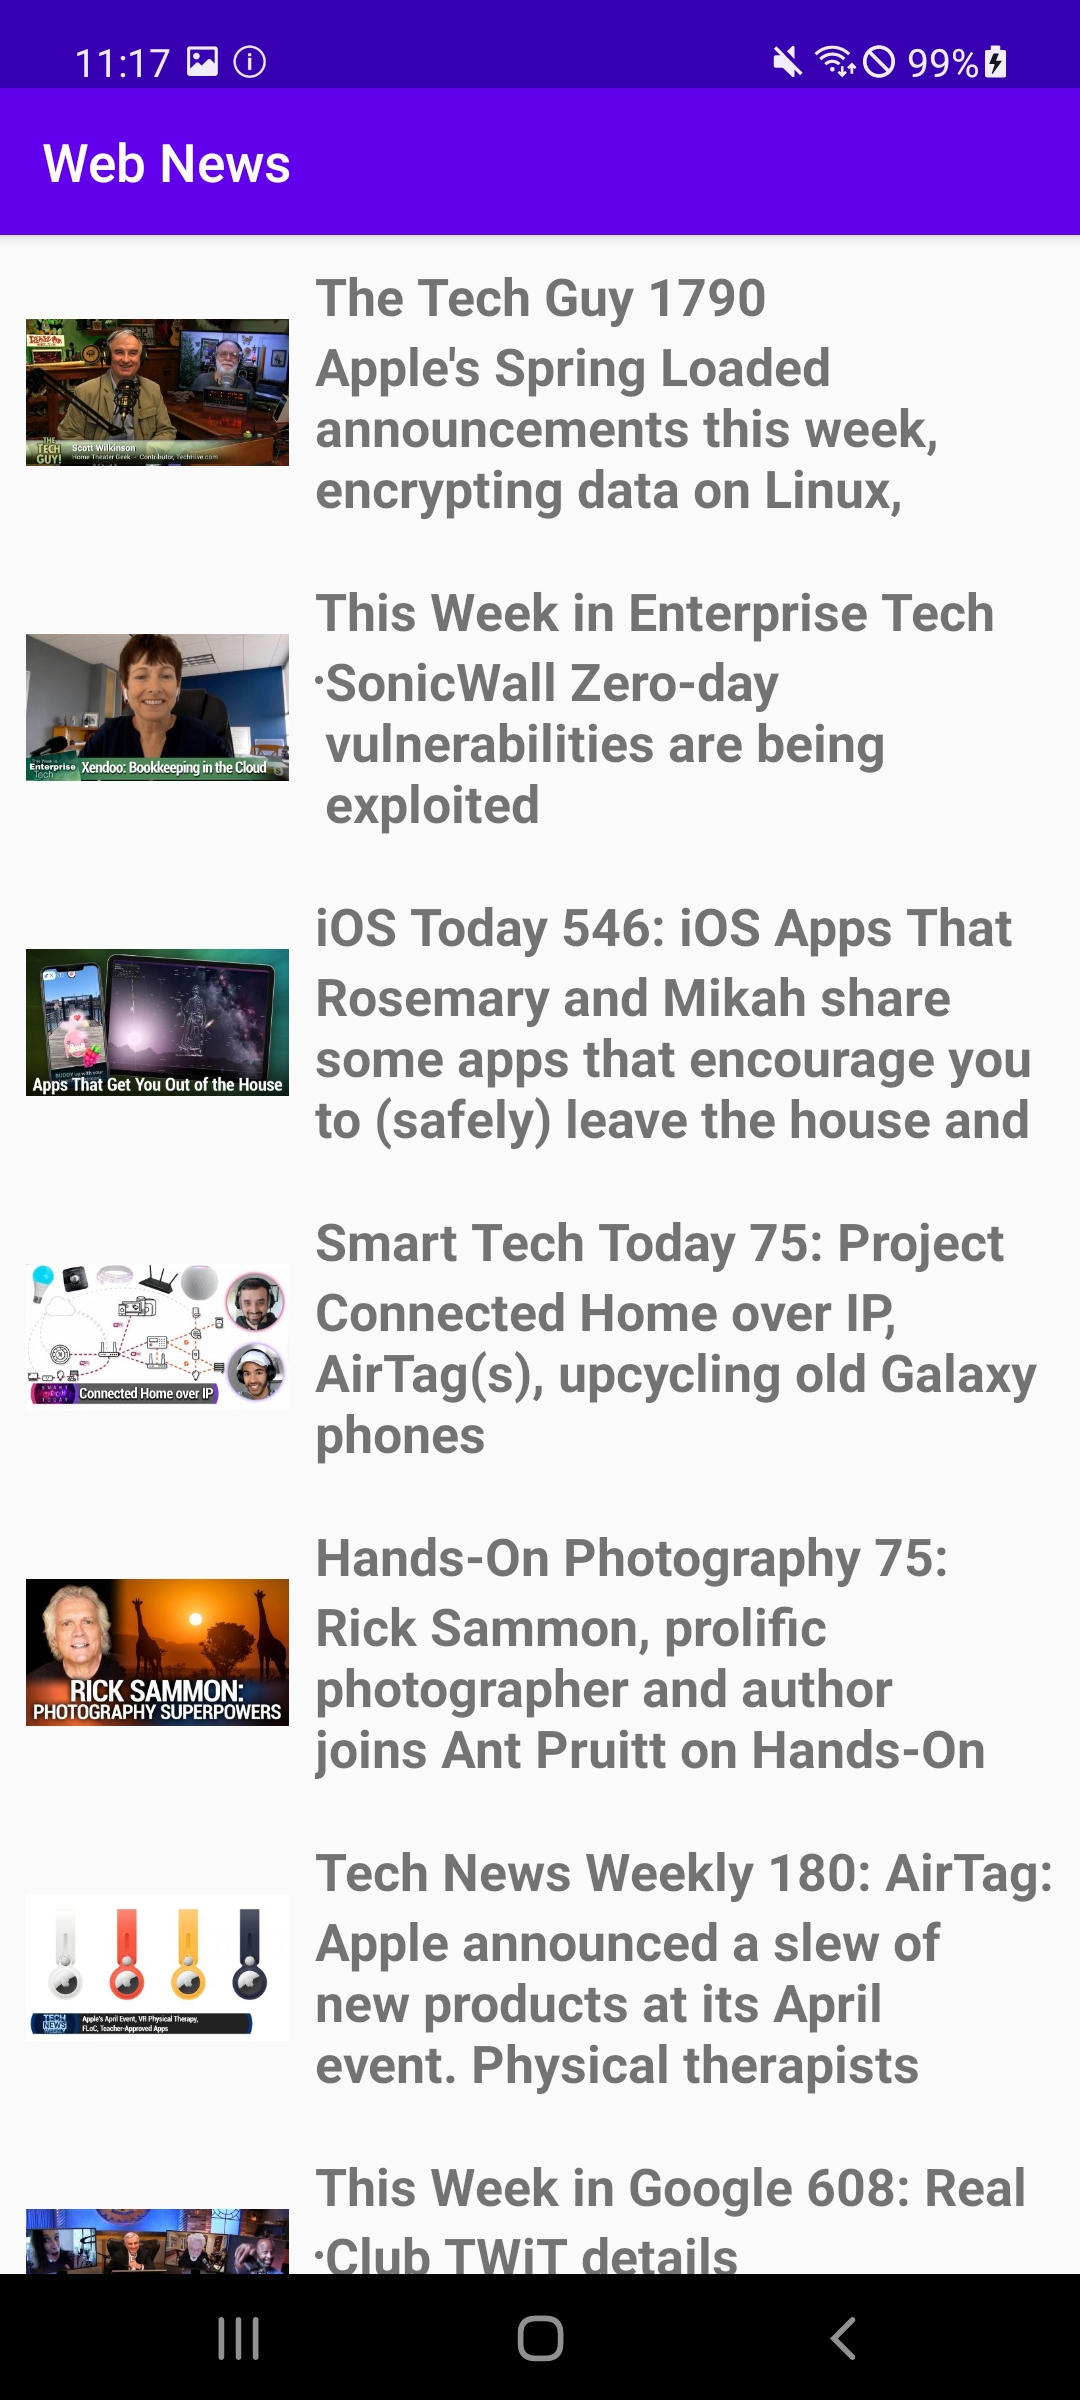 11:17
99%
Web News
The Tech Guy 1790
Apple's Spring Loaded
announcements this week,
encrypting data on Linux,
THE TECH GUY!
Scott Wilkinson
Home Theater Geek - Contributor, TechHive.com
This Week in Enterprise Tech
·SonicWall Zero-day
vulnerabilities are being
exploited
Enterprise Tech
Xendoo: Bookkeeping in the Cloud
iOS Today 546: iOS Apps That
Rosemary and Mikah share
some apps that encourage you
to (safely) leave the house and
Apps That Get You Out of the House
Smart Tech Today 75: Project
Connected Home over IP,
AirTag(s), upcycling old Galaxy
phones
SMART TECH TODAY
Connected Home over IP
Hands-On Photography 75:
Rick Sammon, prolific
photographer and author
joins Ant Pruitt on Hands-On
RICK SAMMON:
PHOTOGRAPHY SUPERPOWERS
Tech News Weekly 180: AirTag:
Apple announced a slew of
new products at its April
event. Physical therapists
TECH NEWS
Apple's April Event, VR Physical Therapy,
FLoC, Teacher-Approved Apps
This Week in Google 608: Real
·Club TWiT details